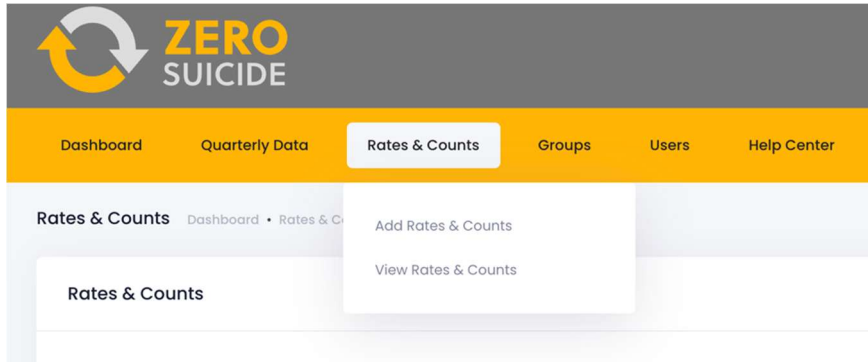 ZERO
SUICIDE
Dashboard Quarterly Data Rates & Counts Groups Users Help Center
Rates & Counts Dashboard • Rates & C
Add Rates & Counts
View Rates & Counts
Rates & Counts